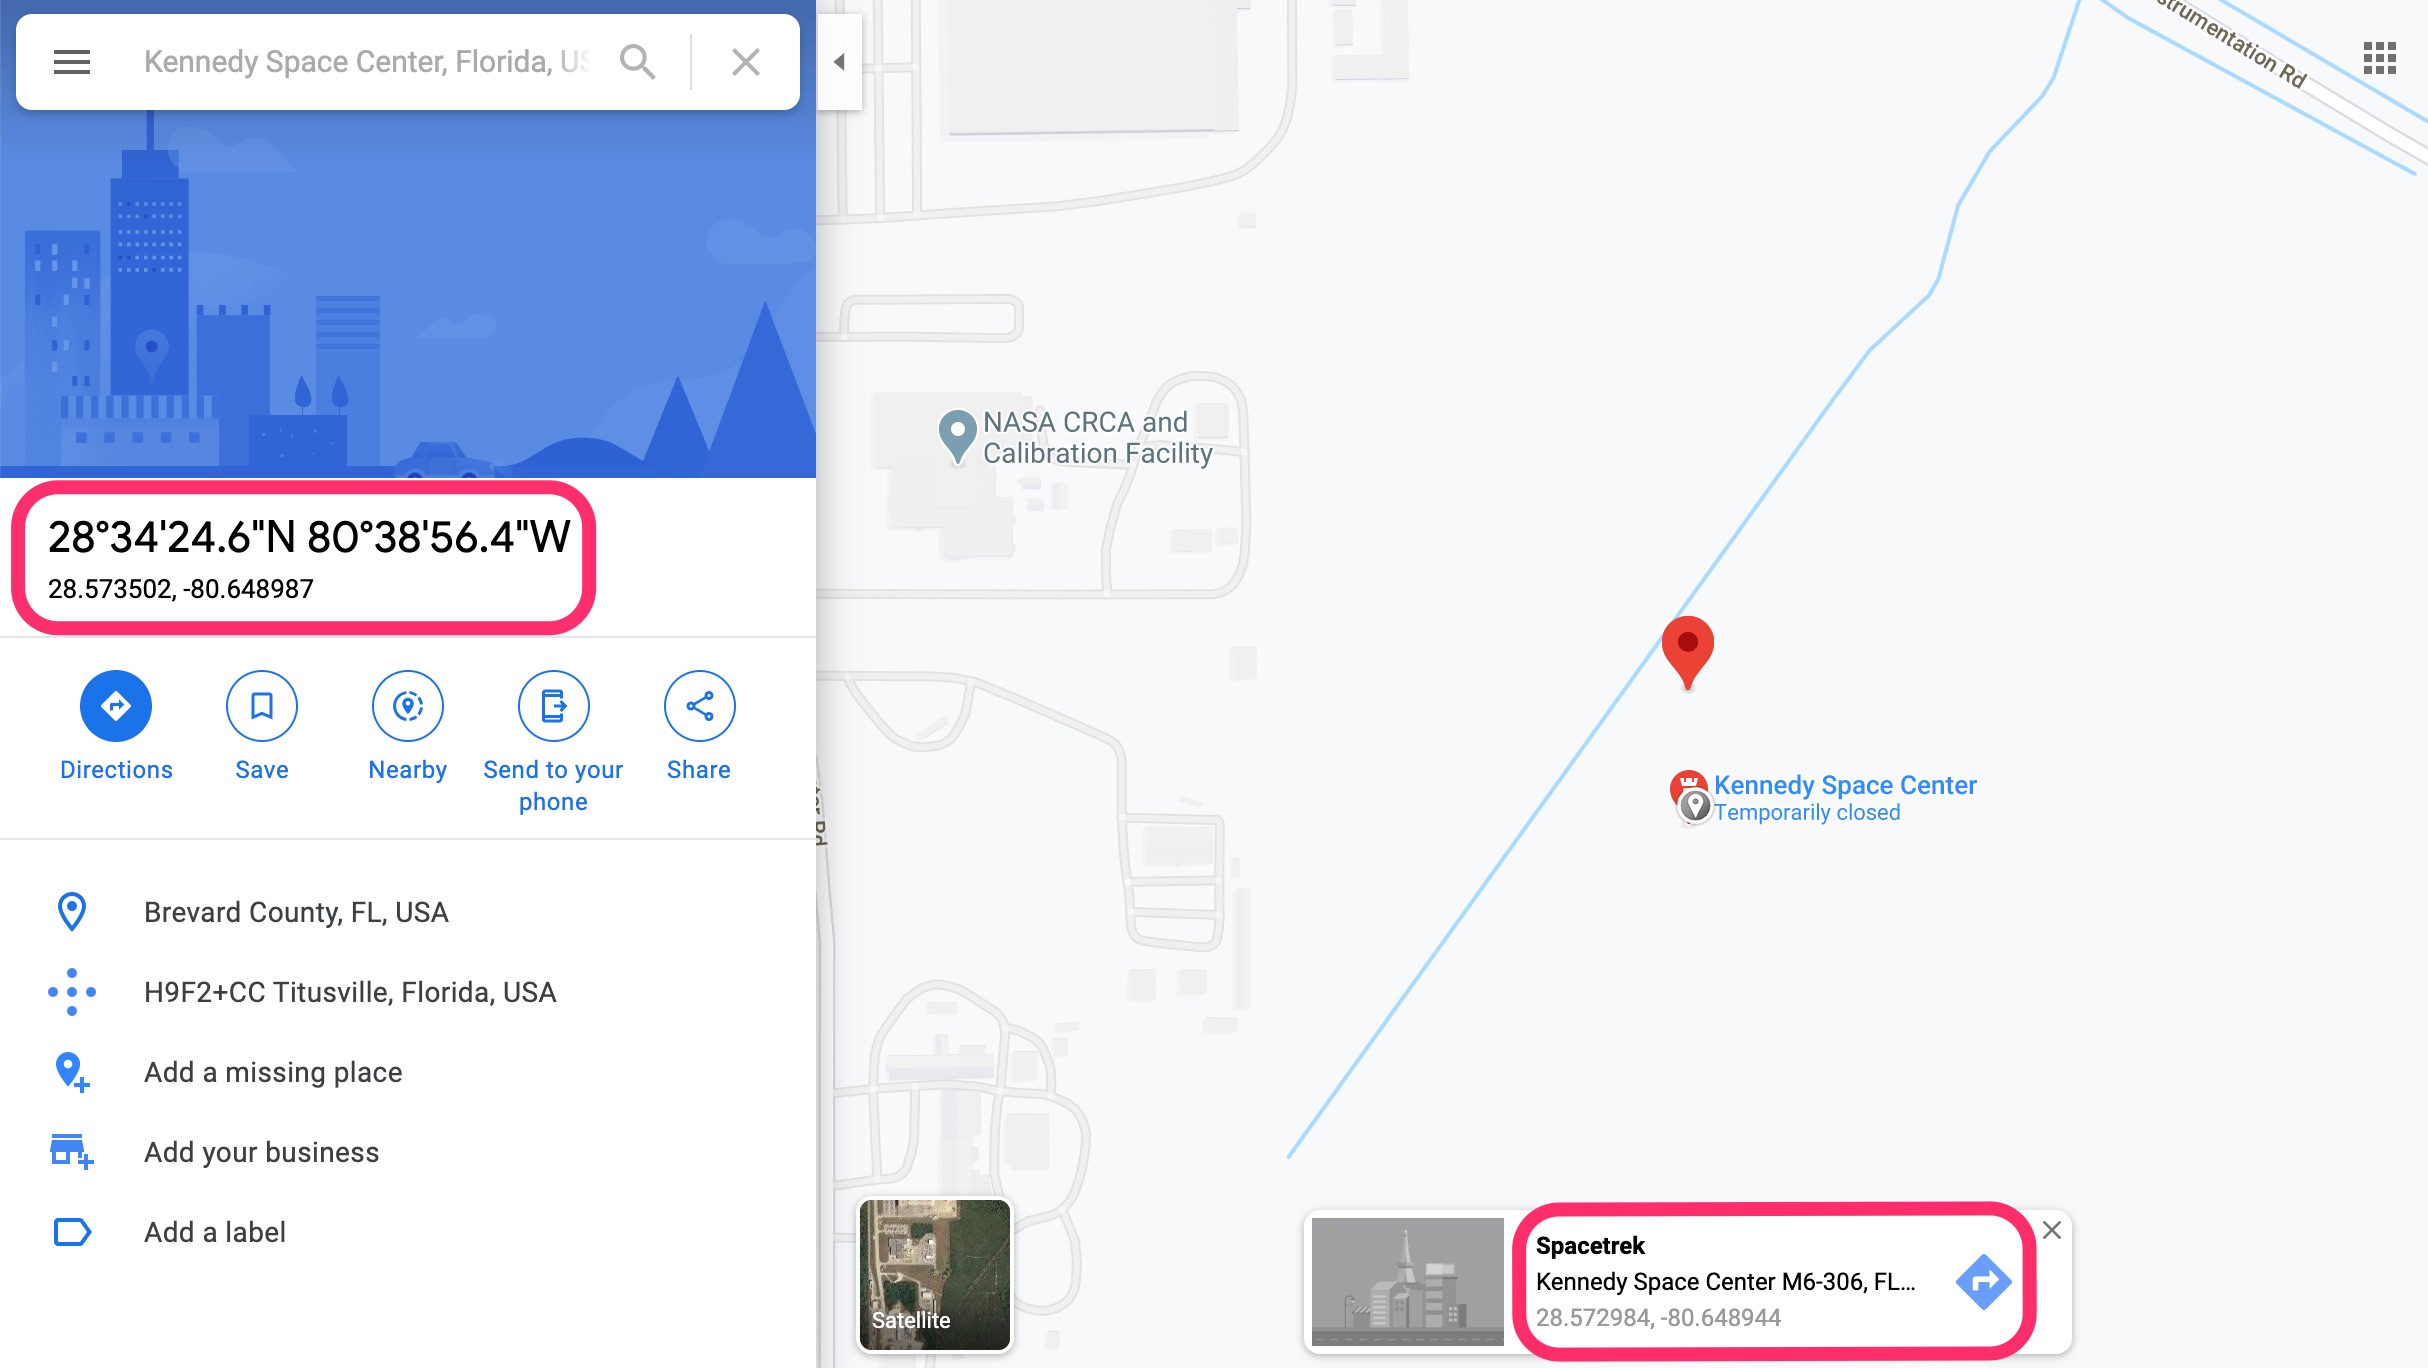 Kennedy Space Center, Florida, US
28°34'24.6"N 80°38'56.4"W
28.573502, -80.648987
Directions
Save
Nearby
Send to your
phone
Share
Brevard County, FL, USA
H9F2+CC Titusville, Florida, USA
Add a missing place
Add your business
Add a label
strumentation Rd
NASA CRCA and
Calibration Facility
Kennedy Space Center
Temporarily closed
Rd
Satellite
Spacetrek
Kennedy Space Center M6-306, FL...
28.572984, -80.648944